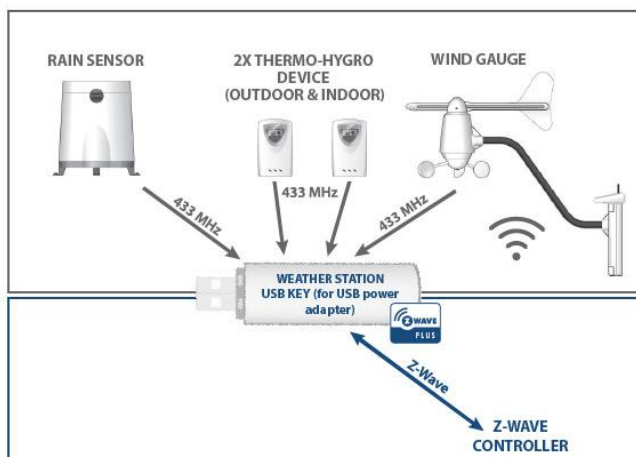 RAIN SENSOR
2X THERMO-HYGRO
DEVICE
(OUTDOOR & INDOOR)
WIND GAUGE
433 MHz
433 MHz
433 MHz
WEATHER STATION
USB KEY (for USB power
adapter)
Z WAVE
PLUS
Z-Wave
Z-WAVE
CONTROLLER